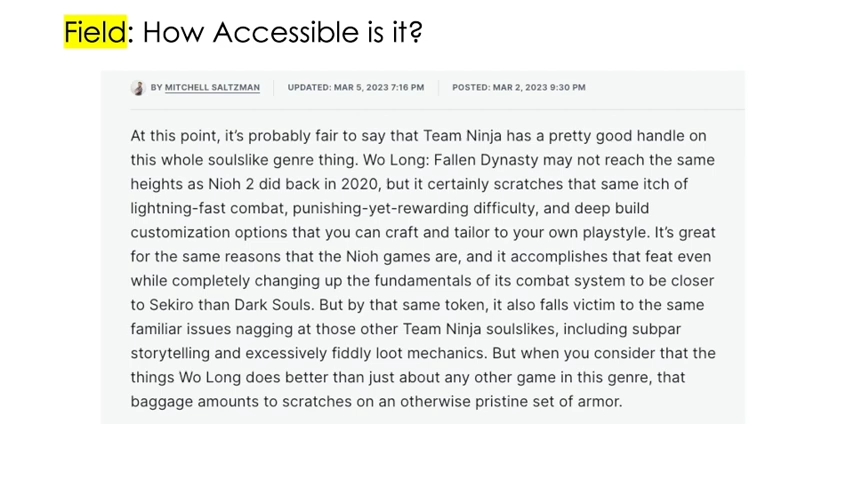 Field: How Accessible is it?
BY MITCHELL SALTZMAN UPDATED: MAR 5, 2023 7:16 PM POSTED: MAR 2, 2023 9:30 PM
At this point, it's probably fair to say that Team Ninja has a pretty good handle on
this whole soulslike genre thing. Wo Long: Fallen Dynasty may not reach the same
heights as Nioh 2 did back in 2020, but it certainly scratches that same itch of
lightning-fast combat, punishing-yet-rewarding difficulty, and deep build
customization options that you can craft and tailor to your own playstyle. It's great
for the same reasons that the Nioh games are, and it accomplishes that feat even
while completely changing up the fundamentals of its combat system to be closer
to Sekiro than Dark Souls. But by that same token, it also falls victim to the same
familiar issues nagging at those other Team Ninja soulslikes, including subpar
storytelling and excessively fiddly loot mechanics. But when you consider that the
things Wo Long does better than just about any other game in this genre, that
baggage amounts to scratches on an otherwise pristine set of armor.